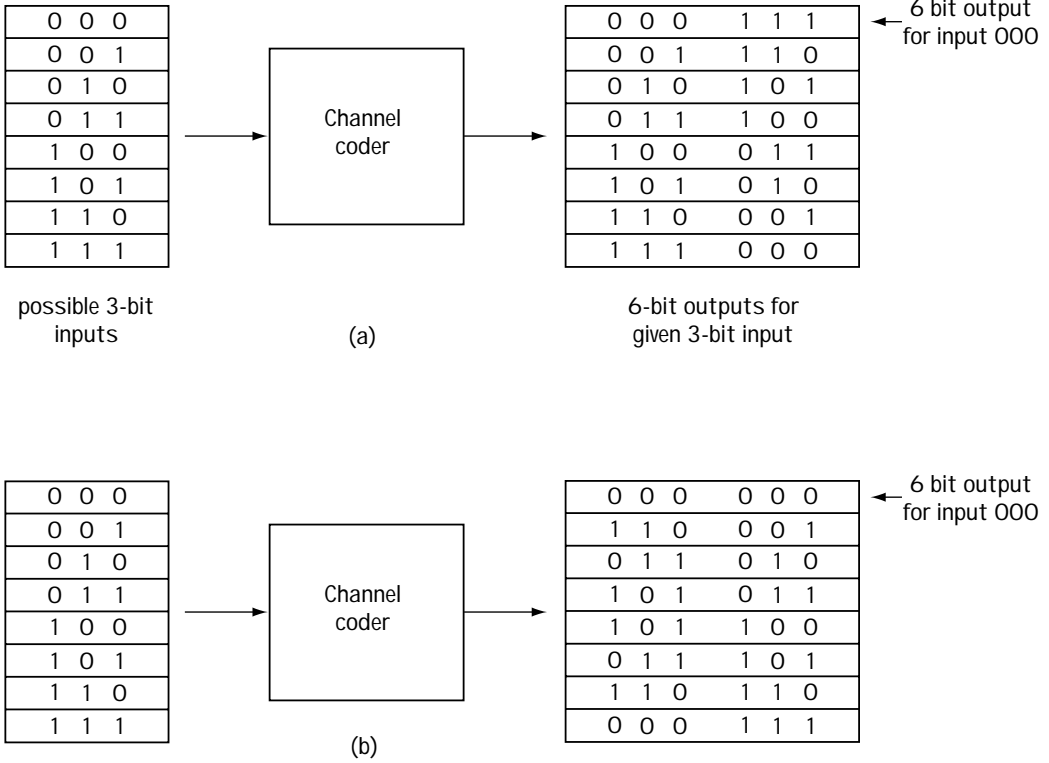 0 0 0
0 0 1
0 1 0
0 1 1
1 0 0
1 0 1
1 1 0
1 1 1
possible 3-bit
inputs
Channel
coder
(a)
0 0 0 1 1 1
0 0 1 1 1 0
0 1 0 1 0 1
0 1 1 1 0 0
1 0 0 0 1 1
1 0 1 0 1 0
1 1 0 0 0 1
1 1 1 0 0 0
6-bit outputs for
given 3-bit input
6 bit output
for input 000
0 0 0
0 0 1
0 1 0
0 1 1
1 0 0
1 0 1
1 1 0
1 1 1
Channel
coder
(b)
0 0 0 0 0 0
1 1 0 0 0 1
0 1 1 0 1 0
1 0 1 0 1 1
1 0 1 1 0 0
0 1 1 1 0 1
1 1 0 1 1 0
0 0 0 1 1 1
6 bit output
for input 000